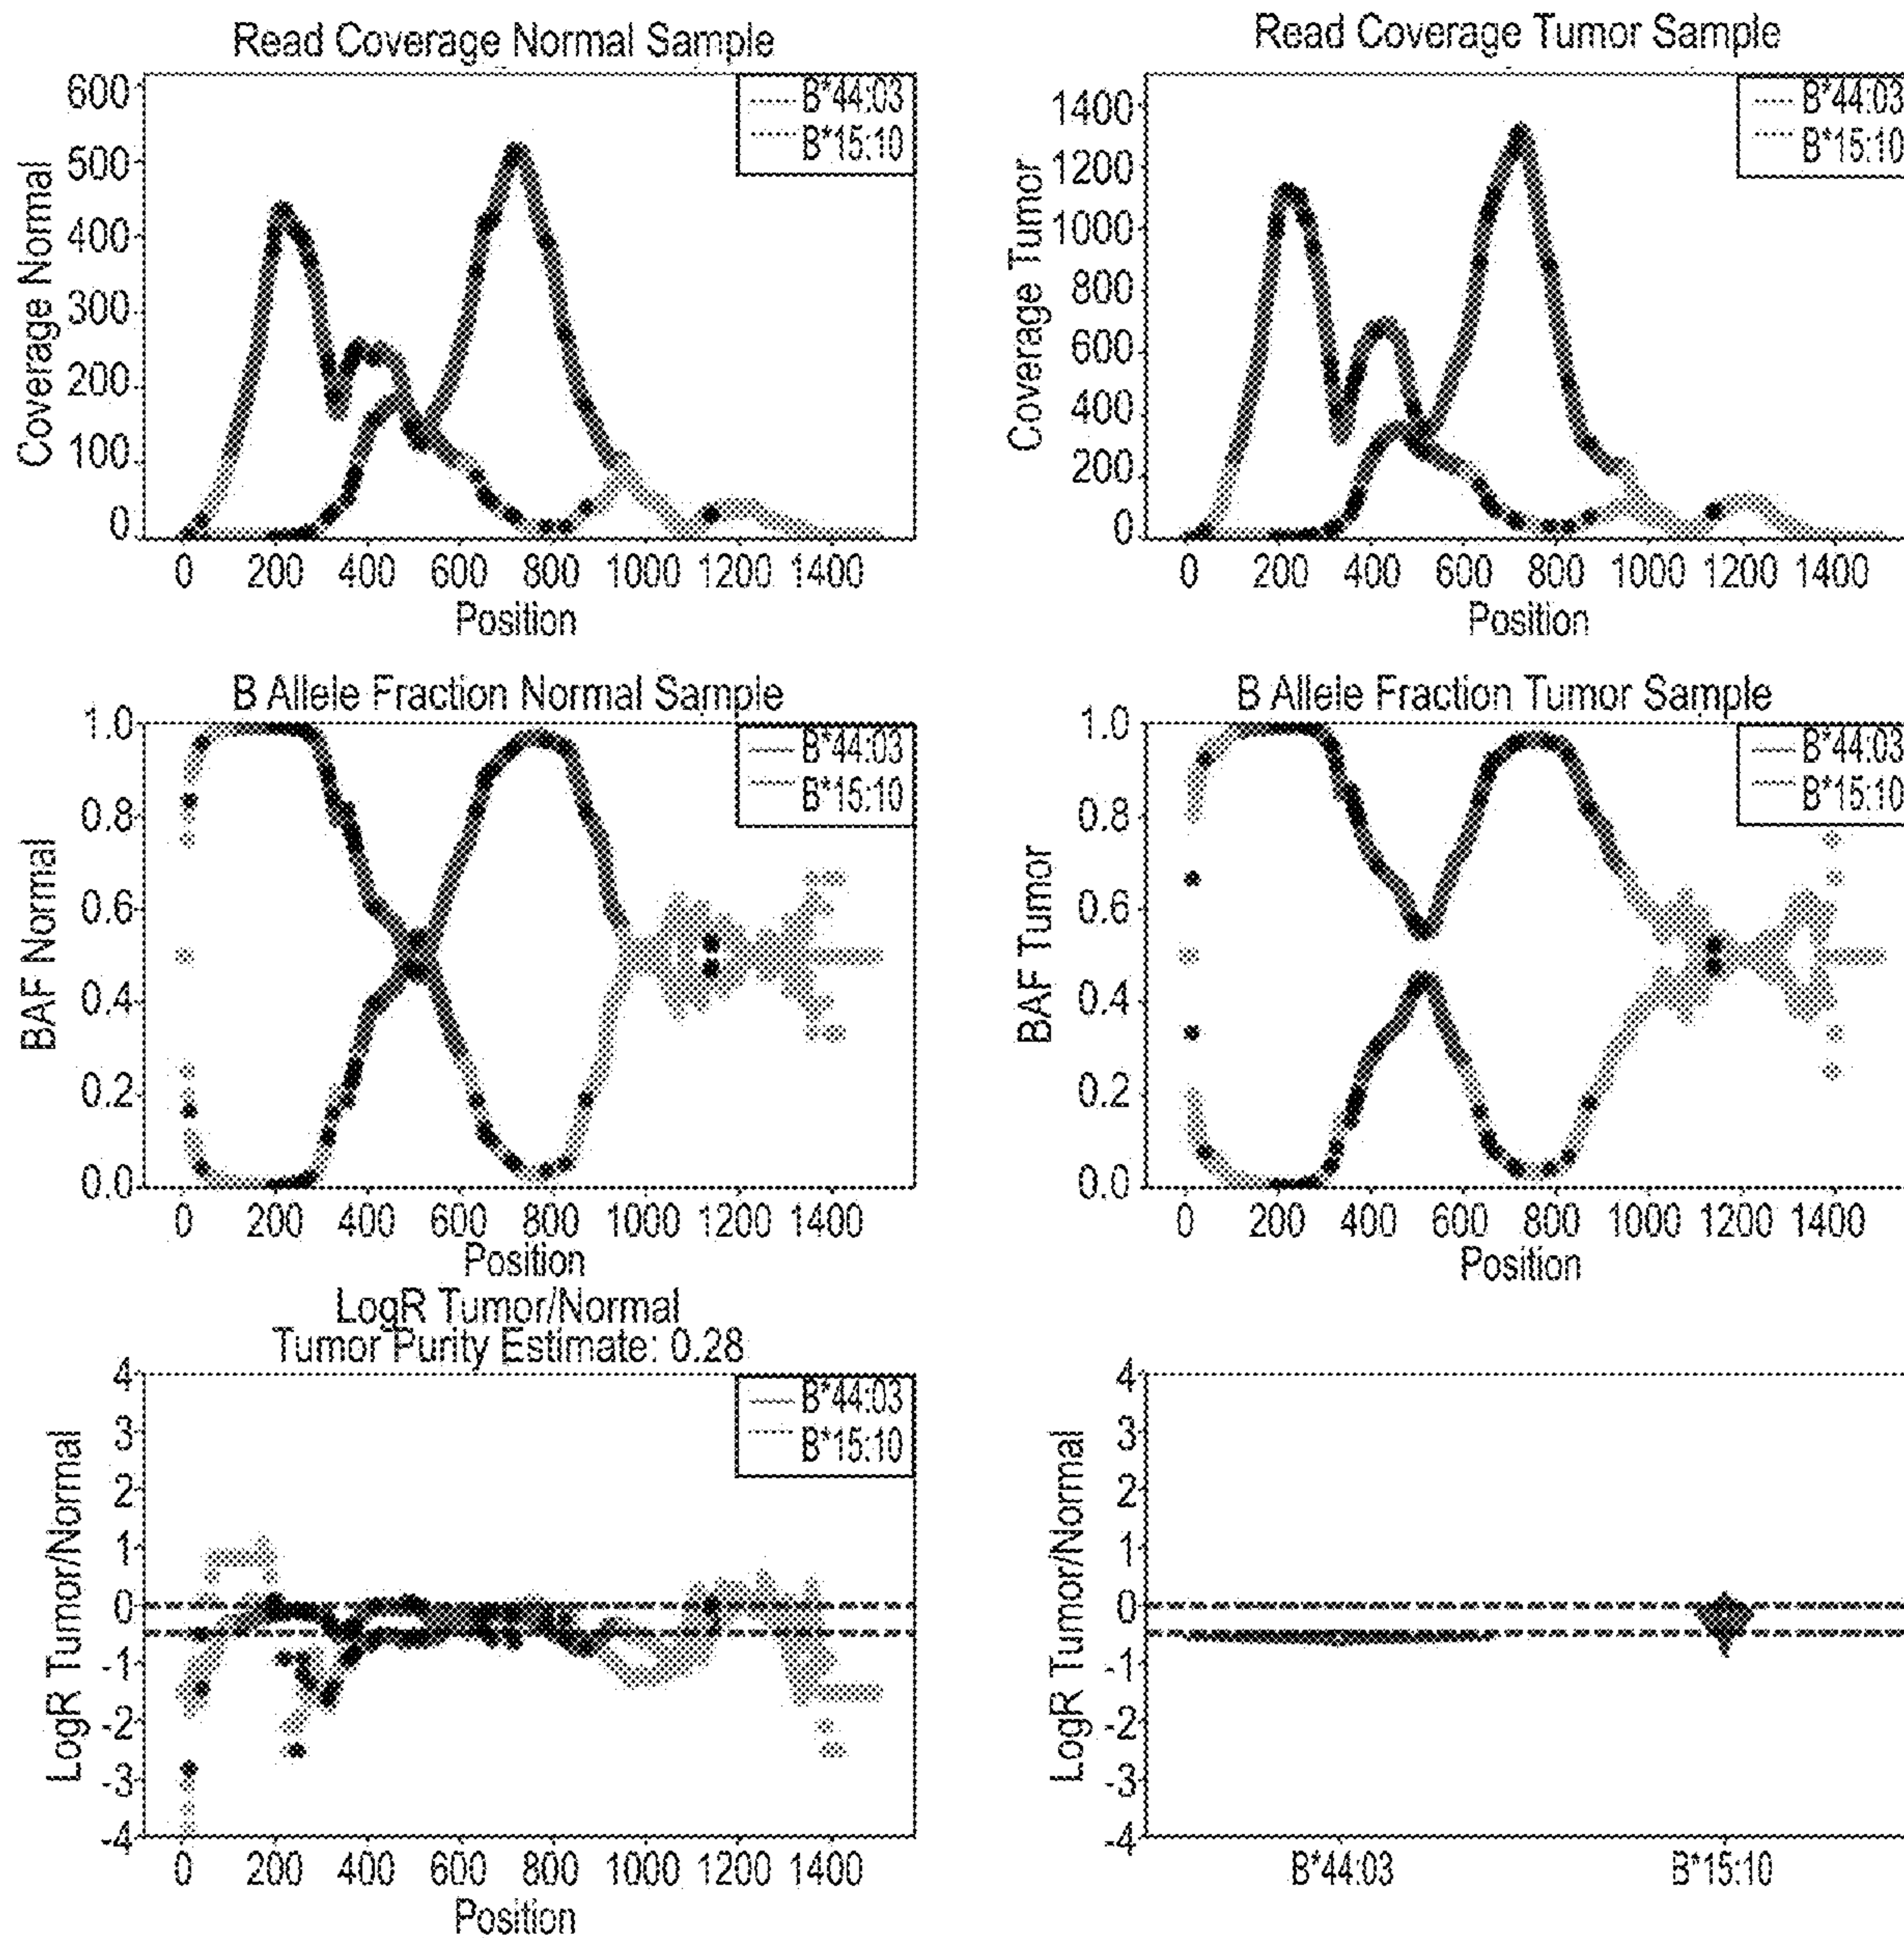 Read Coverage Normal Sample
600
500
400
300
200
100
0
Coverage Normal
B*44:03
B*15:10
0 200 400 600 800 1000 1200 1400
Position
Read Coverage Tumor Sample
1400
1200
1000
800
600
400
200
0
Coverage Tumor
B*44:03
B*15:10
0 200 400 600 800 1000 1200 1400
Position
B Allele Fraction Normal Sample
1.0
0.8
0.6
0.4
0.2
0.0
BAF Normal
B*44:03
B*15:10
0 200 400 600 800 1000 1200 1400
Position
B Allele Fraction Tumor Sample
1.0
0.8
0.6
0.4
0.2
0.0
BAF Tumor
B*44:03
B*15:10
0 200 400 600 800 1000 1200 1400
Position
LogR Tumor/Normal
Tumor Purity Estimate: 0.28
4
3
2
1
0
-1
-2
-3
-4
LogR Tumor/Normal
B*44:03
B*15:10
0 200 400 600 800 1000 1200 1400
Position
4
3
2
1
0
-1
-2
-3
-4
LogR Tumor/Normal
B*44:03 B*15:10